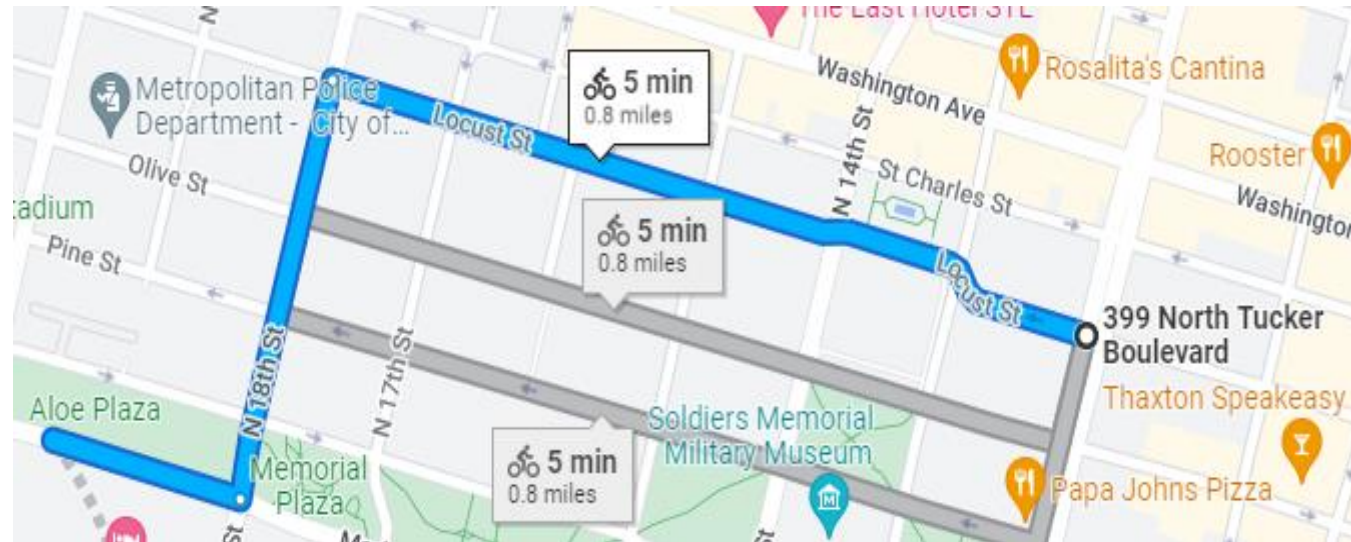 The Last Hotel STL
N
Metropolitan Police
Department - City of...
Locust St
5 min
0.8 miles
Washington Ave
Rosalita's Cantina
N 14th St
Rooster
Olive St
St Charles St
Washington
tadium
5 min
0.8 miles
Pine St
Locust St
399 North Tucker
Boulevard
N 18th St
N 17th St
Thaxton Speakeasy
Aloe Plaza
Soldiers Memorial
Military Museum
5 min
0.8 miles
Memorial
Plaza
M
Papa Johns Pizza
St
St